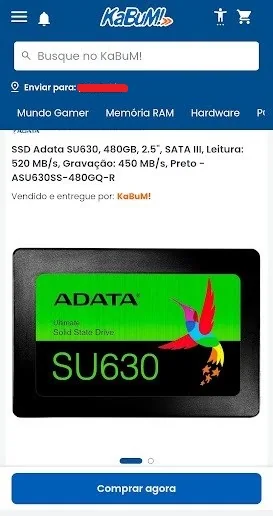 KaBuM!
Busque no KaBuM!
Enviar para:
Mundo Gamer Memória RAM Hardware
ADATA
SSD Adata SU630, 480GB, 2.5", SATA III, Leitura:
520 MB/s, Gravação: 450 MB/s, Preto -
ASU630SS-480GQ-R
Vendido e entregue por: KaBuM!
ADATA
Ultimate
Solid State Drive
SU630
Comprar agora